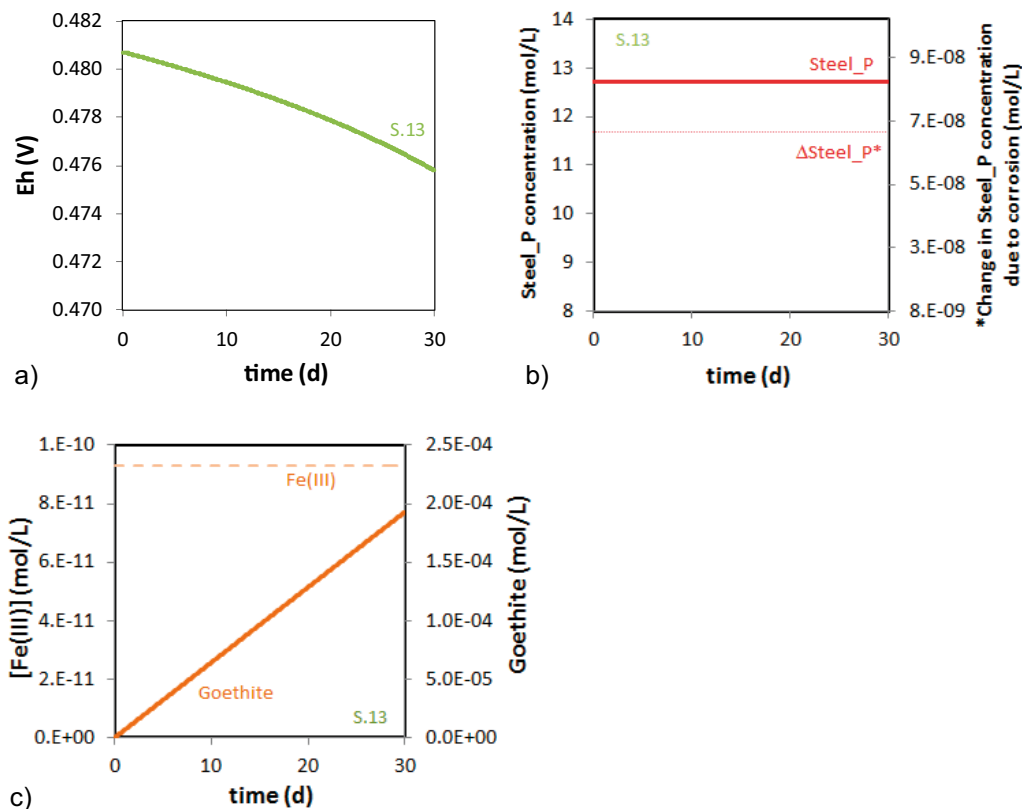 0.482
0.480
0.478
0.476
0.474
0.472
0.470
Eh (V)
S.13
0
10
20
30
time (d)
a)
14
13
12
11
10
9
8
Steel_P concentration (mol/L)
S.13
Steel_P
ΔSteel_P*
9.E-08
7.E-08
5.E-08
3.E-08
8.E-09
*Change in Steel_P concentration
due to corrosion (mol/L)
0
10
20
30
time (d)
b)
1.E-10
8.E-11
6.E-11
4.E-11
2.E-11
0.E+00
[Fe(III)] (mol/L)
Fe(III)
Goethite
S.13
2.5E-04
2.0E-04
1.5E-04
1.0E-04
5.0E-05
0.0E+00
Goethite (mol/L)
0
10
20
30
time (d)
c)